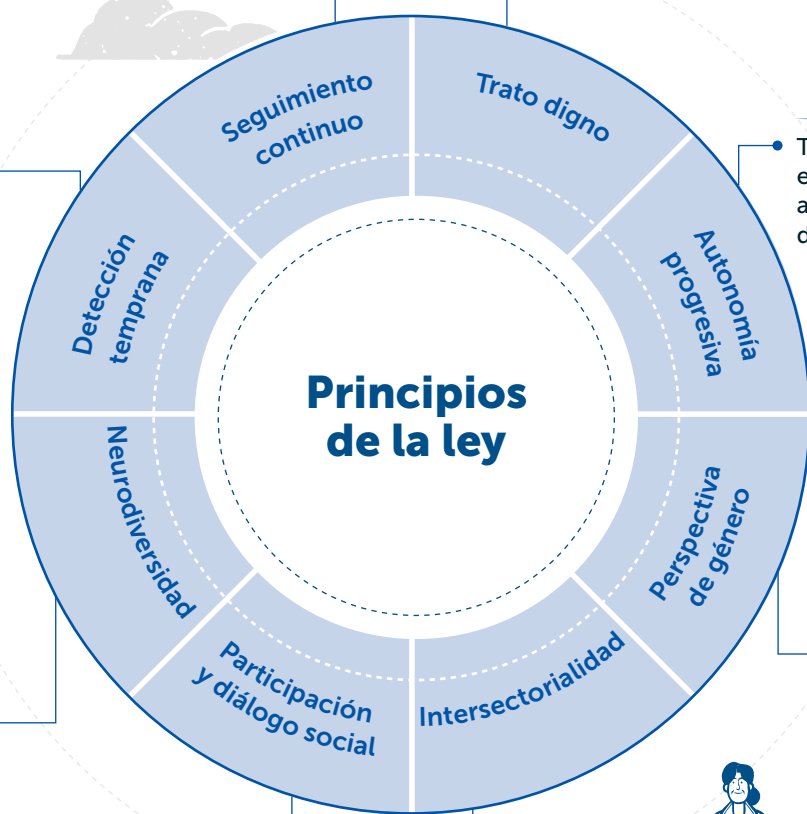 Principios
de la ley
Trato digno
Autonomía
progresiva
Perspectiva
de género
Intersectorialidad
Participación
y diálogo social
Neurodiversidad
Detección
temprana
Seguimiento
continuo